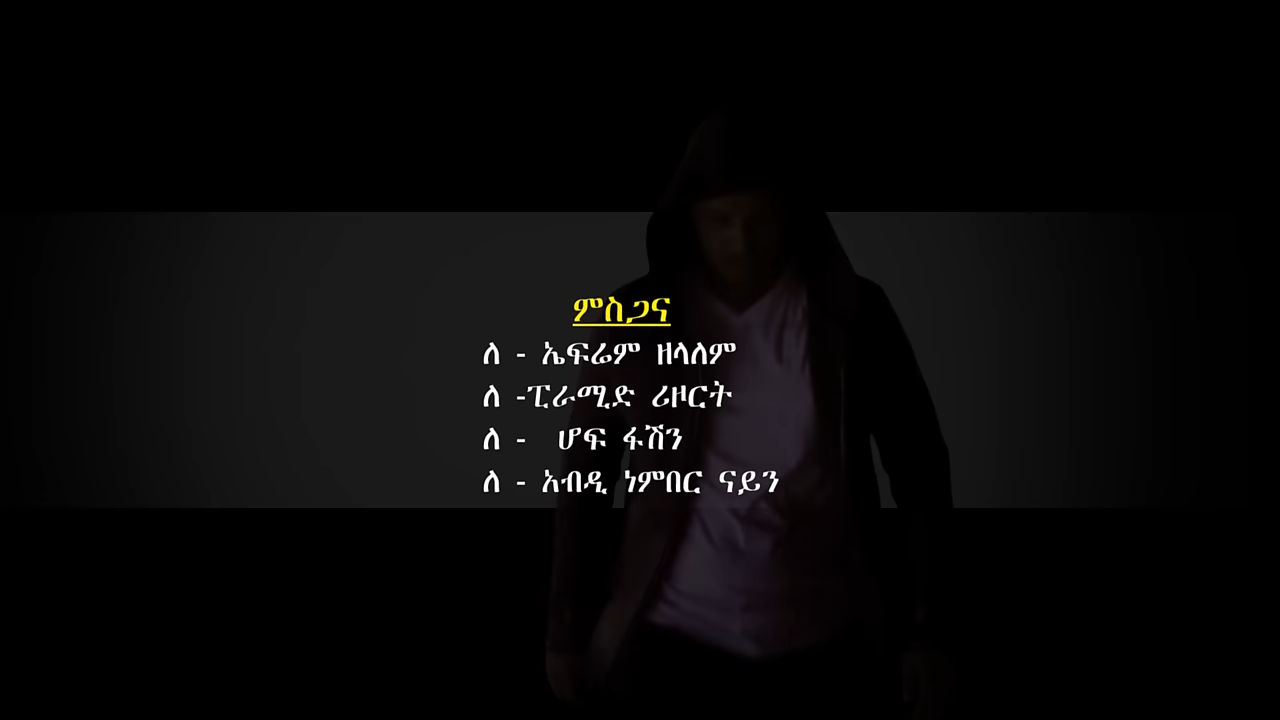 ምስጋና
ለ - ኤፍሬም ዘላለም
ለ -ፒራሚድ ሪዞርት
ለ - ሆፍ ፋሽን
ለ - አብዲ ነምበር ናይን